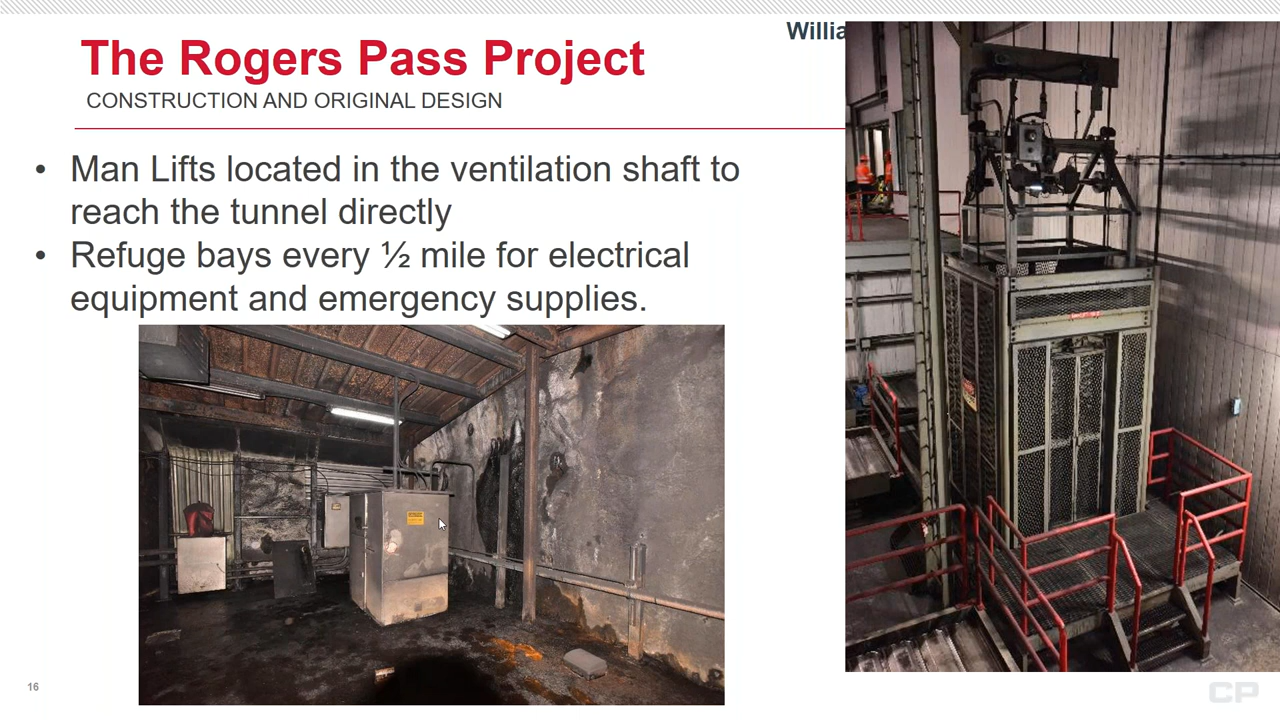 Willia
The Rogers Pass Project
CONSTRUCTION AND ORIGINAL DESIGN
• Man Lifts located in the ventilation shaft to
reach the tunnel directly
• Refuge bays every ½ mile for electrical
equipment and emergency supplies.
16
CP